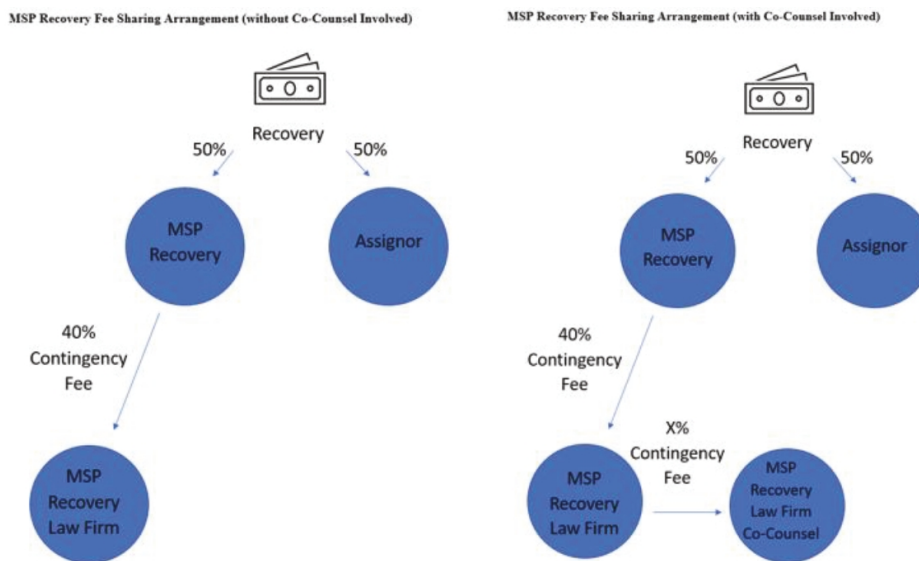 MSP Recovery Fee Sharing Arrangement (without Co-Counsel Involved)
Recovery
50%
50%
MSP
Recovery
Assignor
40%
Contingency
Fee
MSP
Recovery
Law Firm
MSP Recovery Fee Sharing Arrangement (with Co-Counsel Involved)
Recovery
50%
50%
MSP
Recovery
Assignor
40%
Contingency
Fee
X%
Contingency
Fee
MSP
Recovery
Law Firm
MSP
Recovery
Law Firm
Co-Counsel